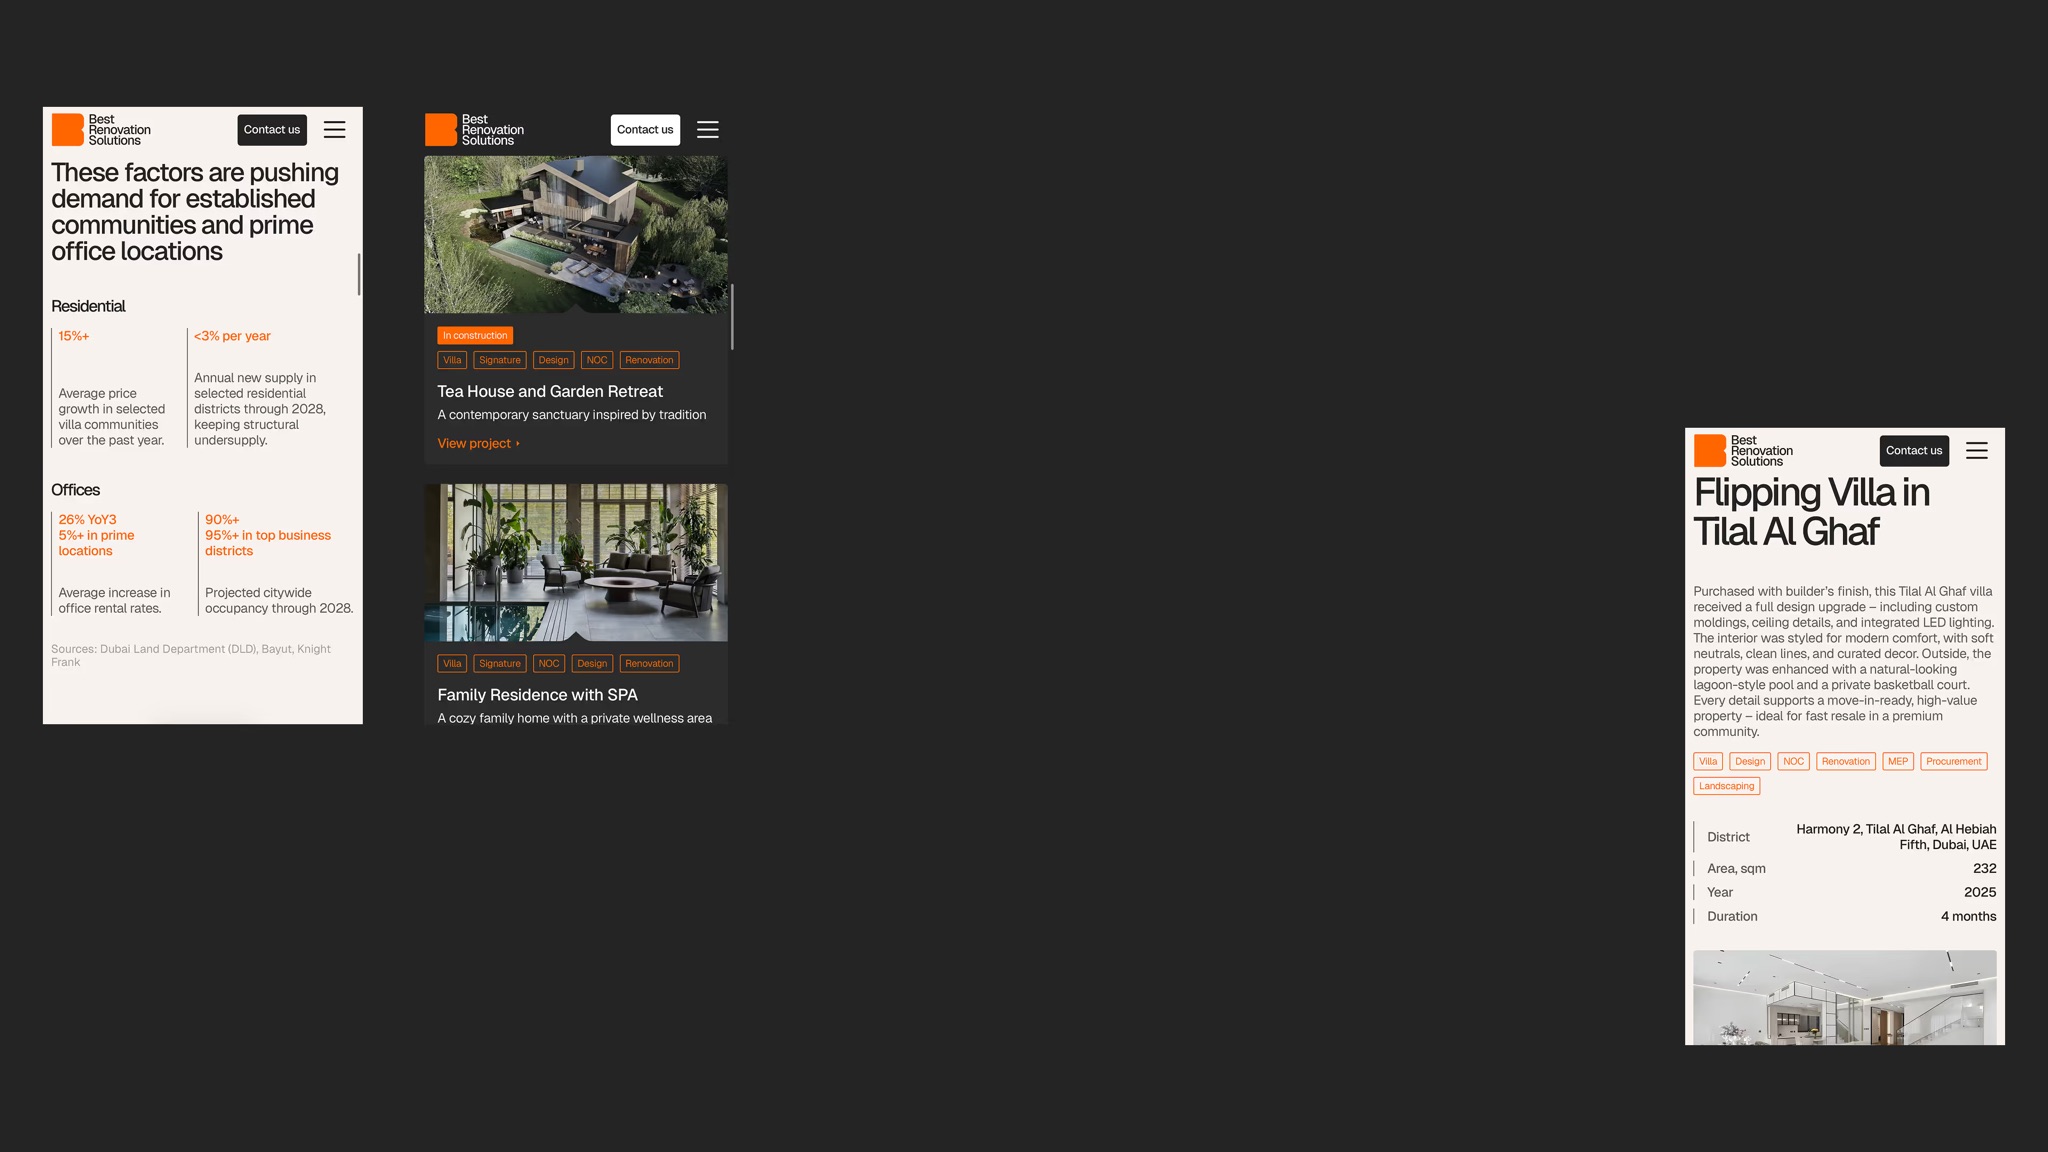 Best
Renovation
Solutions
Contact us
These factors are pushing
demand for established
communities and prime
office locations
Residential
15%+
Average price
growth in selected
villa communities
over the past year.
<3% per year
Annual new supply in
selected residential
districts through 2028,
keeping structural
undersupply.
Offices
26% YoY3
5%+ in prime
locations
Average increase in
office rental rates.
90%+
95%+ in top business
districts
Projected citywide
occupancy through 2028.
Sources: Dubai Land Department (DLD), Bayut, Knight
Frank
Best
Renovation
Solutions
Contact us
In construction
Villa Signature Design NOC Renovation
Tea House and Garden Retreat
A contemporary sanctuary inspired by tradition
View project
Villa Signature NOC Design Renovation
Family Residence with SPA
A cozy family home with a private wellness area
Best
Renovation
Solutions
Contact us
Flipping Villa in
Tilal Al Ghaf
Purchased with builder's finish, this Tilal Al Ghaf villa
received a full design upgrade – including custom
moldings, ceiling details, and integrated LED lighting.
The interior was styled for modern comfort, with soft
neutrals, clean lines, and curated decor. Outside, the
property was enhanced with a natural-looking
lagoon-style pool and a private basketball court.
Every detail supports a move-in-ready, high-value
property – ideal for fast resale in a premium
community.
Villa Design NOC Renovation MEP Procurement
Landscaping
District Harmony 2, Tilal Al Ghaf, Al Hebiah
Fifth, Dubai, UAE
Area, sqm 232
Year 2025
Duration 4 months